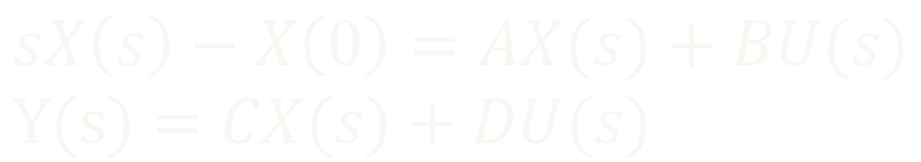 sX(s) − X(0) = AX(s) + BU(s)
Y(s) = CX(s) + DU(s)